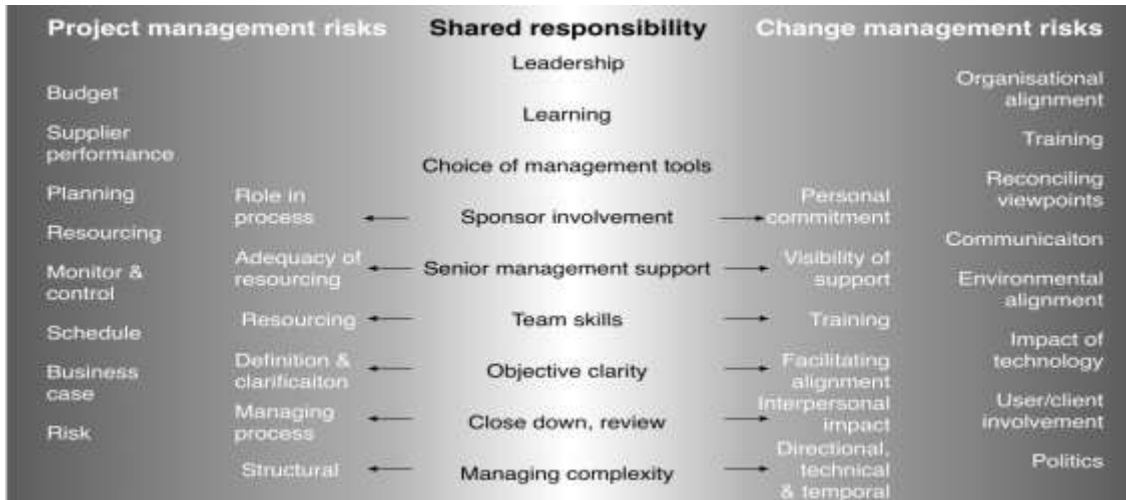 Project management risks
Shared responsibility
Change management risks
Budget
Supplier
performance
Planning
Resourcing
Monitor &
control
Schedule
Business
case
Risk
Role in
process
Adequacy of
resourcing
Resourcing
Definition &
clarificaiton
Managing
process
Structural
Leadership
Learning
Choice of management tools
Sponsor involvement
Senior management support
Team skills
Objective clarity
Close down, review
Managing complexity
Personal
commitment
Visibility of
support
Training
Facilitating
alignment
Interpersonal
impact
Directional,
technical
& temporal
Organisational
alignment
Training
Reconciling
viewpoints
Communicaiton
Environmental
alignment
Impact of
technology
User/client
involvement
Politics